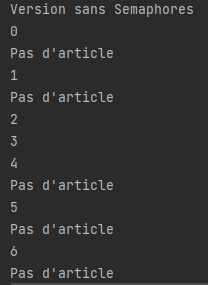 Version sans Semaphores
0
Pas d'article
1
Pas d'article
2
3
4
Pas d'article
5
Pas d'article
6
Pas d'article